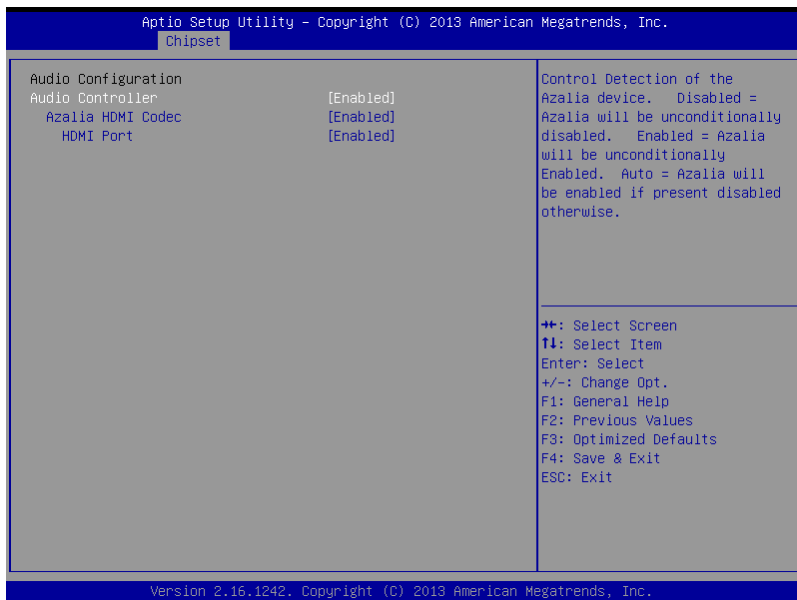 Aptio Setup Utility – Copyright (C) 2013 American Megatrends, Inc.
Chipset
Audio Configuration
Audio Controller [Enabled]
Azalia HDMI Codec [Enabled]
HDMI Port [Enabled]
Control Detection of the
Azalia device. Disabled =
Azalia will be unconditionally
disabled. Enabled = Azalia
will be unconditionally
Enabled. Auto = Azalia will
be enabled if present disabled
otherwise.
→←: Select Screen
↑↓: Select Item
Enter: Select
+/-: Change Opt.
F1: General Help
F2: Previous Values
F3: Optimized Defaults
F4: Save & Exit
ESC: Exit
Version 2.16.1242. Copyright (C) 2013 American Megatrends, Inc.